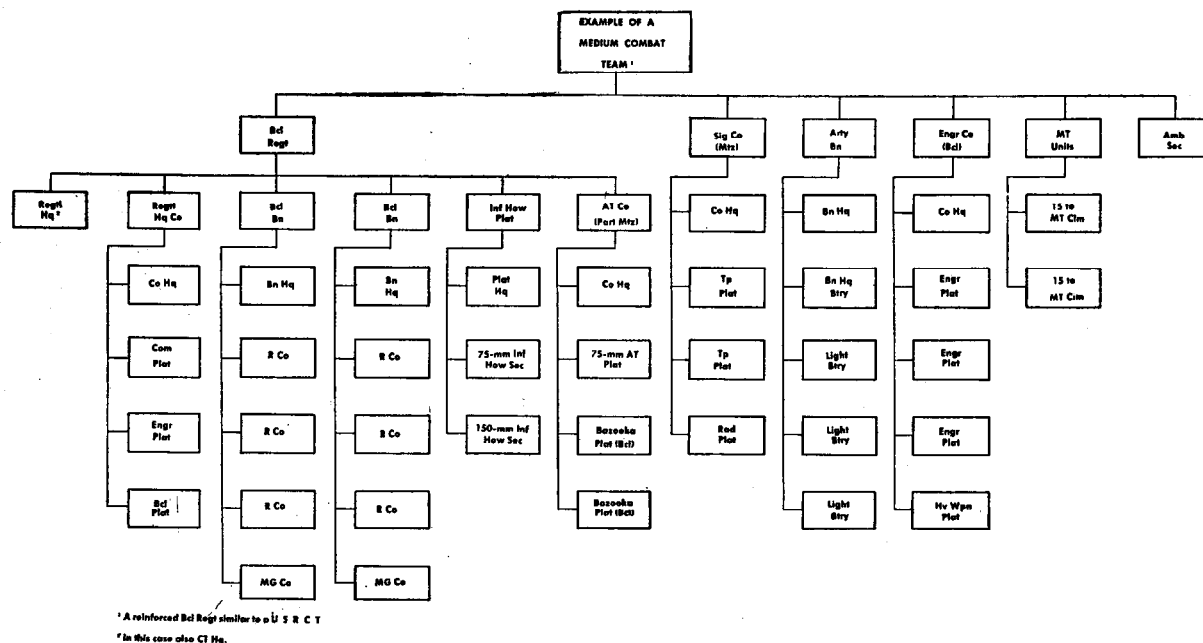 EXAMPLE OF A
MEDIUM COMBAT
TEAM ¹
Bcl
Regt
Sig Co
(Mtz)
Arty
Bn
Engr Co
(Bcl)
MT
Units
Amb
Sec
Regtl
Hq ²
Regtl
Hq Co
Bcl
Bn
Bcl
Bn
Inf How
Plat
AT Co
(Part Mtz)
Co Hq
Bn Hq
Co Hq
15 to
MT Clm
Co Hq
Bn Hq
Bn
Hq
Plat
Hq
Co Hq
Tp
Plat
Bn Hq
Btry
Engr
Plat
15 to
MT Clm
Com
Plat
R Co
R Co
75-mm Inf
How Sec
75-mm AT
Plat
Tp
Plat
Light
Btry
Engr
Plat
Engr
Plat
R Co
R Co
150-mm Inf
How Sec
Bazooka
Plat (Bcl)
Rad
Plat
Light
Btry
Engr
Plat
Bcl
Plat
R Co
R Co
Bazooka
Plat (Bcl)
Light
Btry
Hv Wpn
Plat
MG Co
MG Co
¹ A reinforced Bcl Regt similar to a U S R C T
² In this case also CT Hq.